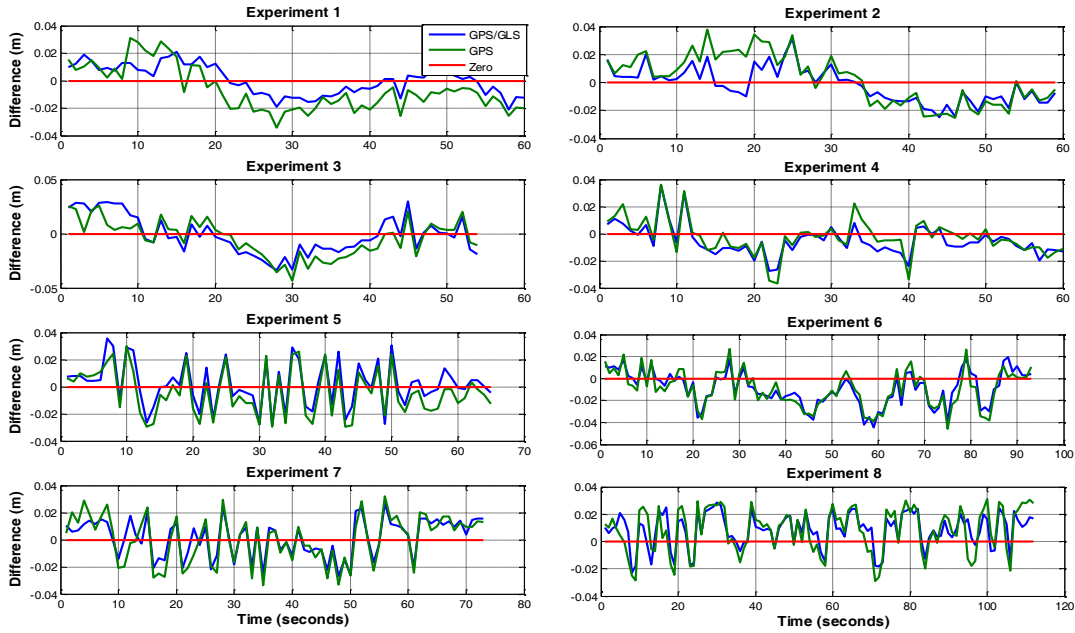 Experiment 1
Difference (m)
0.04
0.02
0
-0.02
-0.04
0 10 20 30 40 50 60
GPS/GLS
GPS
Zero
Experiment 2
0.04
0.02
0
-0.02
-0.04
0 10 20 30 40 50 60
Experiment 3
Difference (m)
0.05
0
-0.05
0 10 20 30 40 50 60 70
Experiment 4
0.04
0.02
0
-0.02
-0.04
0 10 20 30 40 50 60
Experiment 5
Difference (m)
0.04
0.02
0
-0.02
-0.04
0 10 20 30 40 50 60 70
Experiment 6
0.04
0.02
0
-0.02
-0.04
-0.06
0 10 20 30 40 50 60 70 80 90 100
Experiment 7
Difference (m)
0.04
0.02
0
-0.02
-0.04
0 10 20 30 40 50 60 70 80
Time (seconds)
Experiment 8
0.04
0.02
0
-0.02
-0.04
0 20 40 60 80 100 120
Time (seconds)